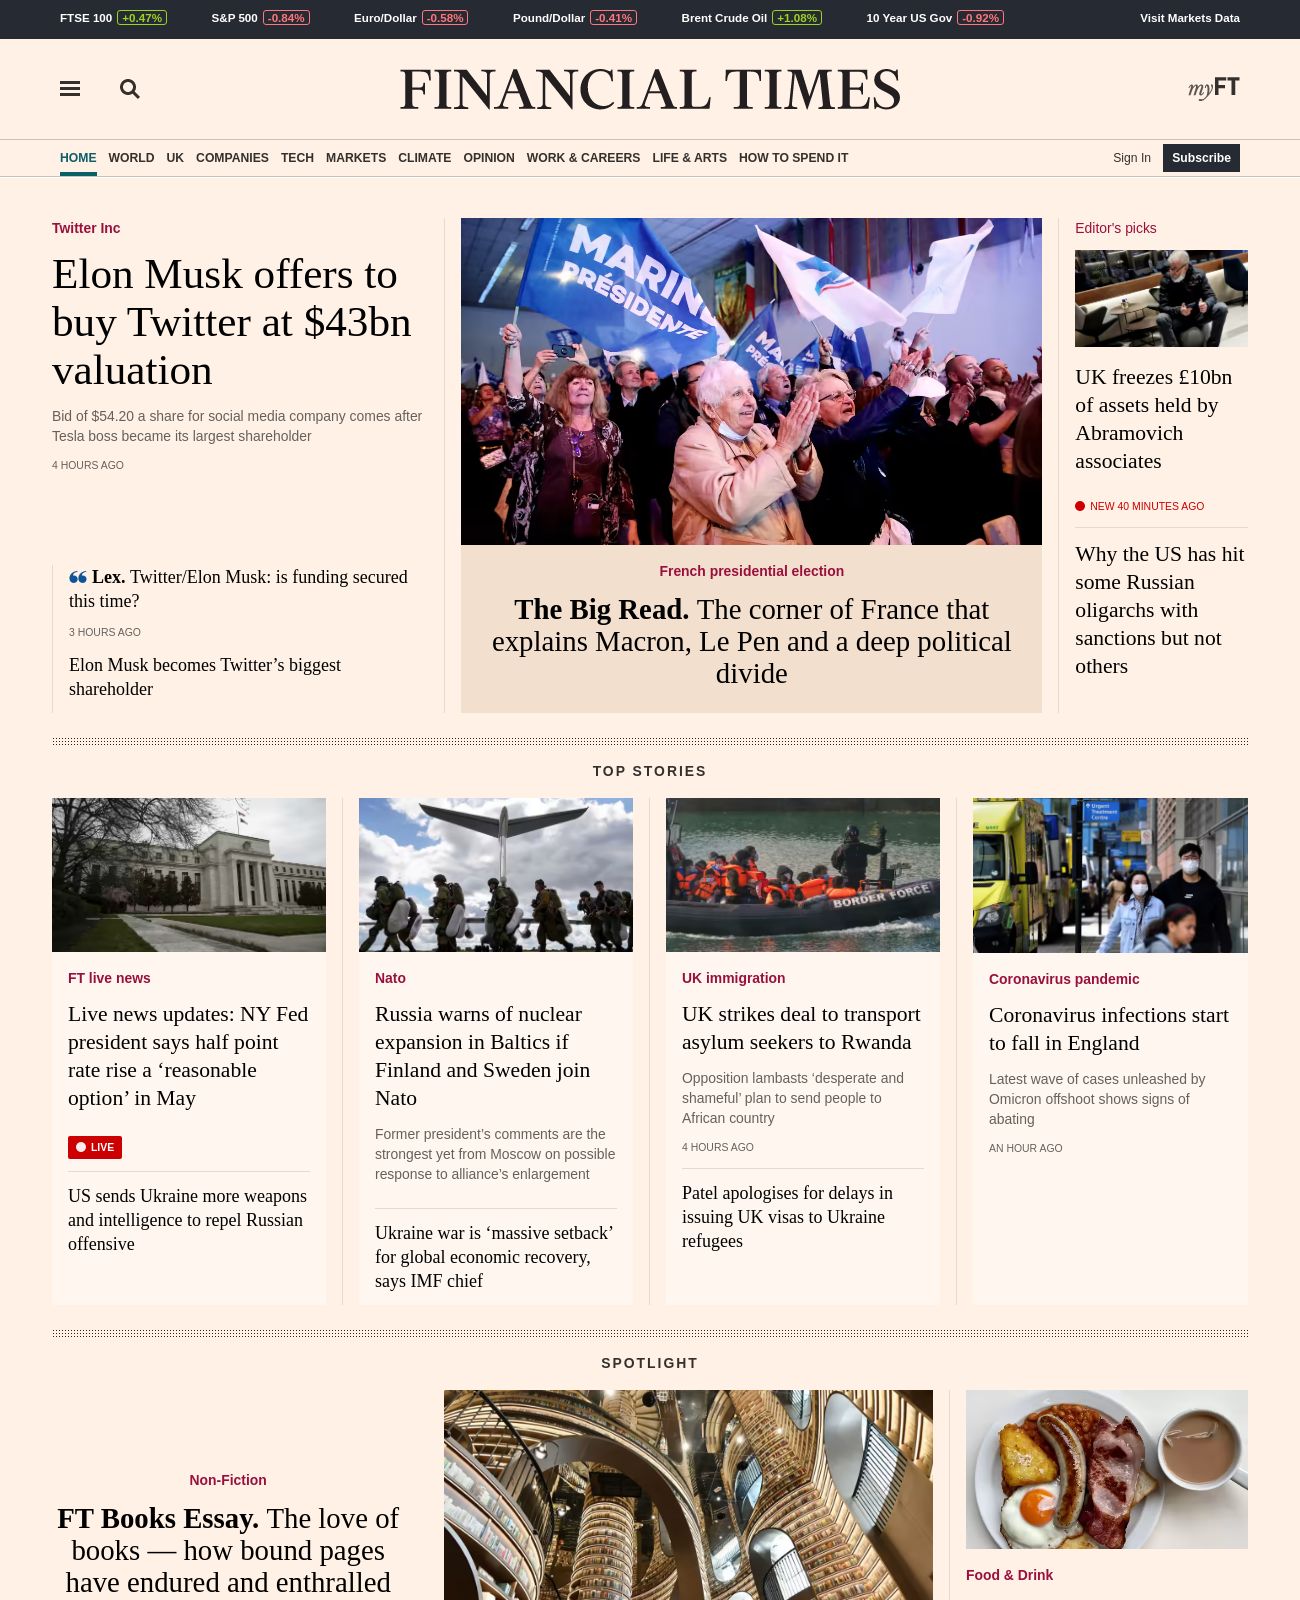 FTSE 100 +0.47% S&P 500 -0.84% Euro/Dollar -0.58% Pound/Dollar -0.41% Brent Crude Oil +1.08% 10 Year US Gov -0.92% Visit Markets Data
FINANCIAL TIMES
myFT
HOME WORLD UK COMPANIES TECH MARKETS CLIMATE OPINION WORK & CAREERS LIFE & ARTS HOW TO SPEND IT Sign In Subscribe
Twitter Inc
Elon Musk offers to
buy Twitter at $43bn
valuation
Bid of $54.20 a share for social media company comes after
Tesla boss became its largest shareholder
4 HOURS AGO
Lex. Twitter/Elon Musk: is funding secured
this time?
3 HOURS AGO
Elon Musk becomes Twitter’s biggest
shareholder
MARINE
PRÉSIDENTE
French presidential election
The Big Read. The corner of France that
explains Macron, Le Pen and a deep political
divide
Editor's picks
UK freezes £10bn
of assets held by
Abramovich
associates
NEW 40 MINUTES AGO
Why the US has hit
some Russian
oligarchs with
sanctions but not
others
TOP STORIES
FT live news
Live news updates: NY Fed
president says half point
rate rise a ‘reasonable
option’ in May
LIVE
US sends Ukraine more weapons
and intelligence to repel Russian
offensive
Nato
Russia warns of nuclear
expansion in Baltics if
Finland and Sweden join
Nato
Former president’s comments are the
strongest yet from Moscow on possible
response to alliance’s enlargement
Ukraine war is ‘massive setback’
for global economic recovery,
says IMF chief
BORDER FORCE
UK immigration
UK strikes deal to transport
asylum seekers to Rwanda
Opposition lambasts ‘desperate and
shameful’ plan to send people to
African country
4 HOURS AGO
Patel apologises for delays in
issuing UK visas to Ukraine
refugees
Urgent
Treatment
Centre
Coronavirus pandemic
Coronavirus infections start
to fall in England
Latest wave of cases unleashed by
Omicron offshoot shows signs of
abating
AN HOUR AGO
SPOTLIGHT
Non-Fiction
FT Books Essay. The love of
books — how bound pages
have endured and enthralled
Food & Drink